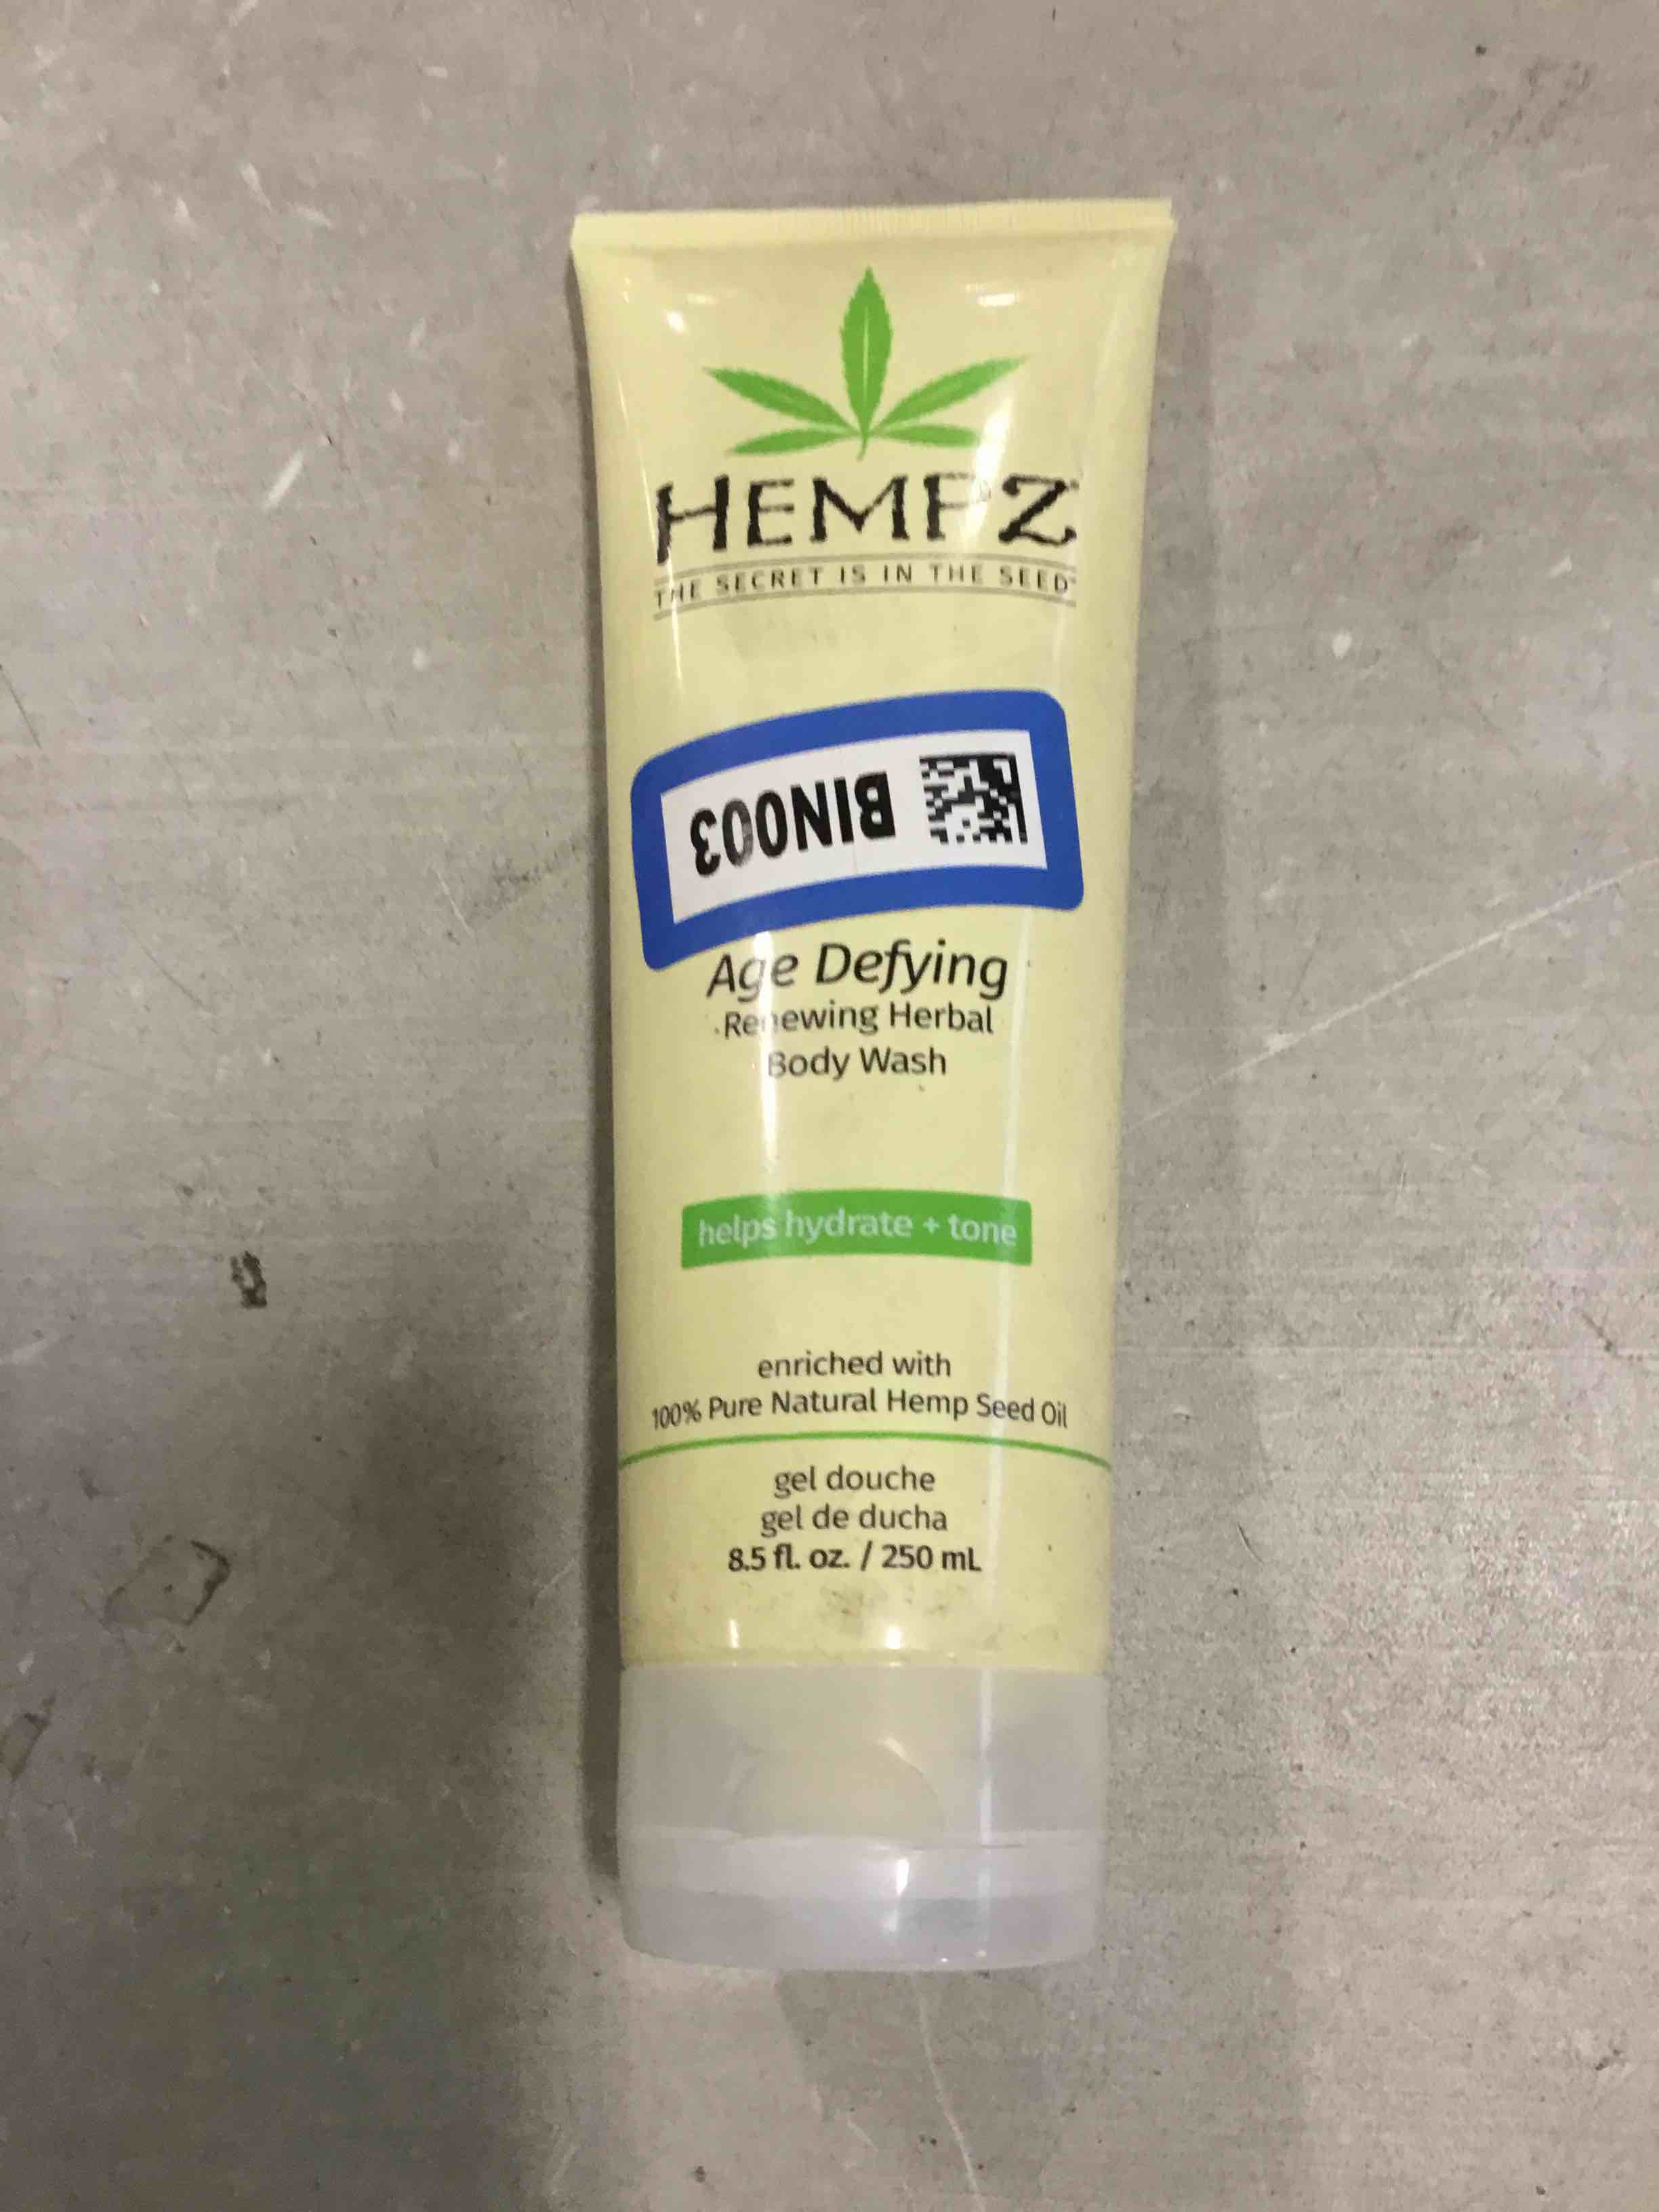 HEMPZ
THE SECRET IS IN THE SEED
BIN003
Age Defying
Renewing Herbal
Body Wash
helps hydrate + tone
enriched with
100% Pure Natural Hemp Seed Oil
gel douche
gel de ducha
8.5 fl. oz. / 250 mL